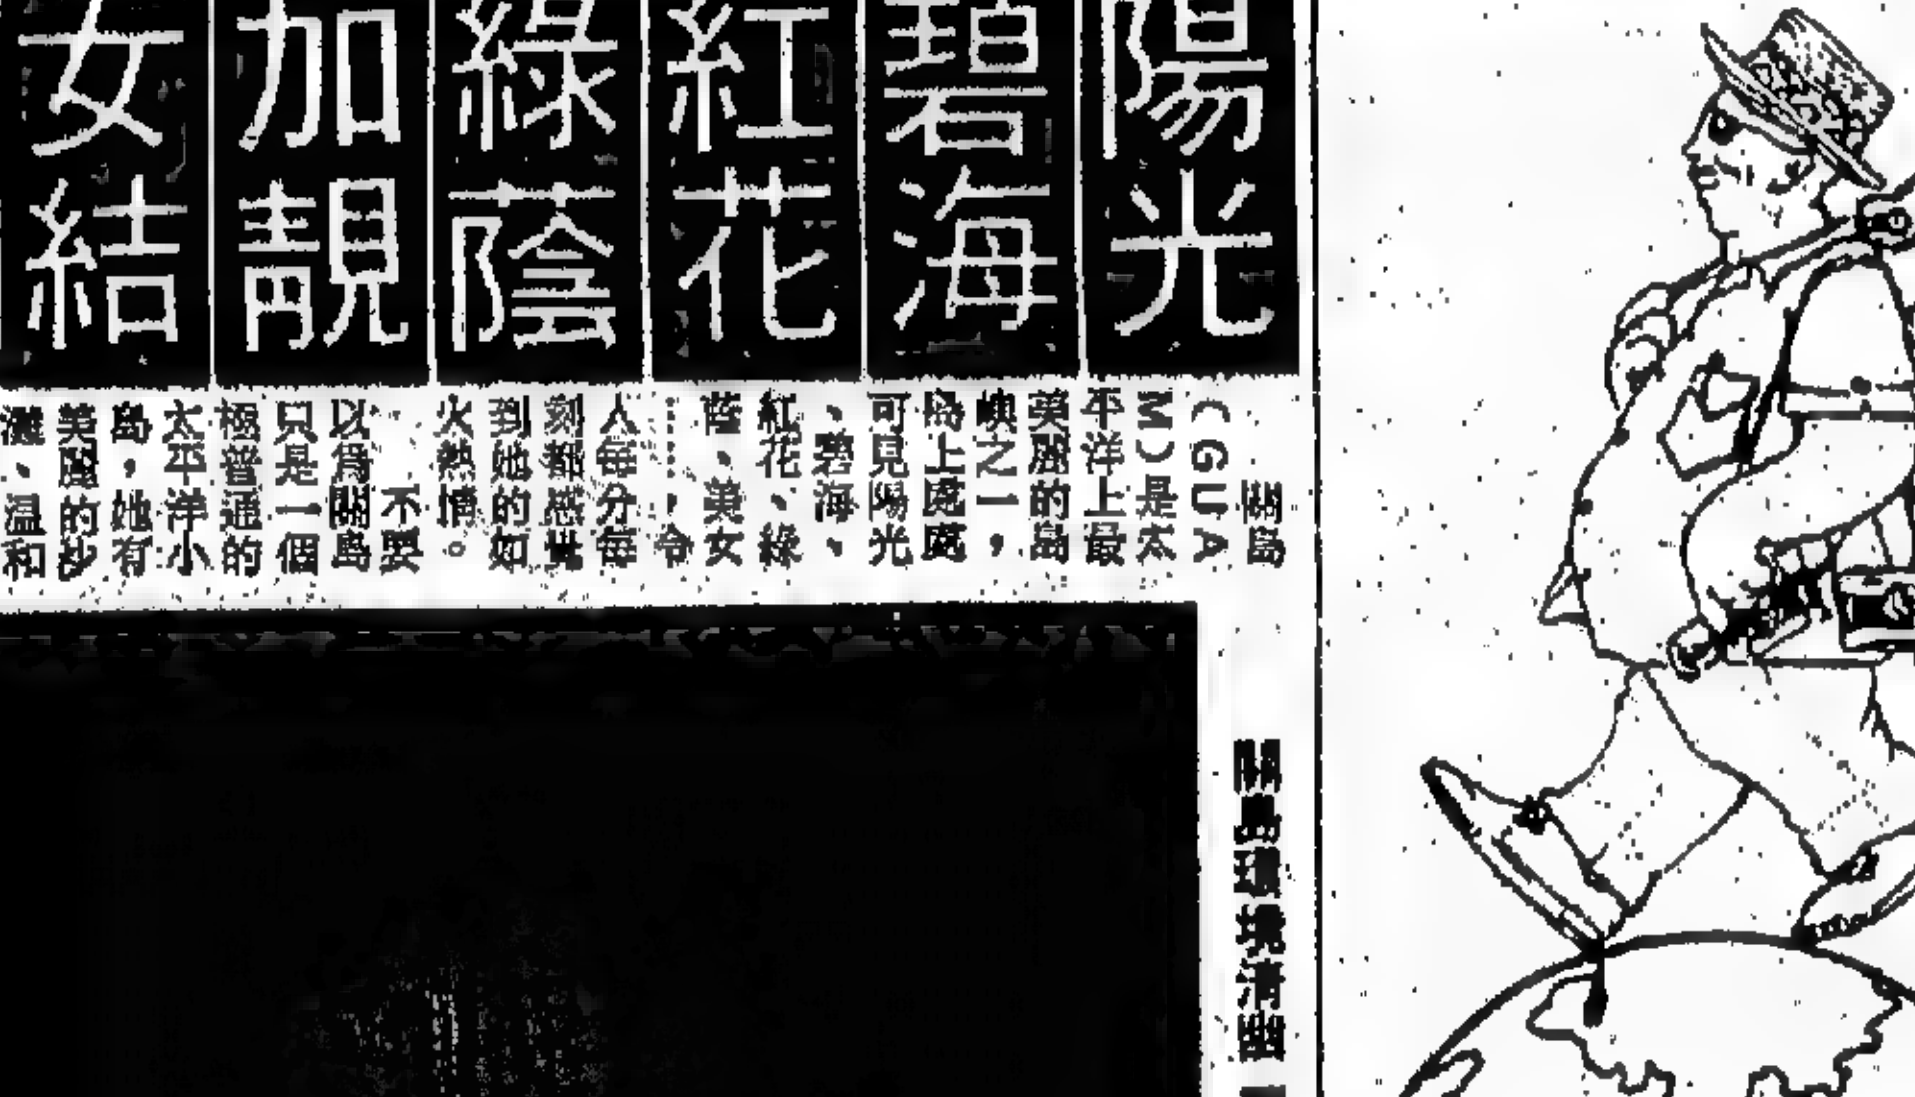 陽光
碧海
紅花
綠蔭
加靚
女結
關島
(GUA
M)是太
平洋上最
美麗的島
嶼之一，
島上處處
可見陽光
、碧海、
紅花、綠
蔭、美女
……，令
人每分每
刻都感覺
到她的如
火熱情。
不要
以爲關島
只是一個
極普通的
太平洋小
島，她有
美麗的沙
灘、温和
關島環境清幽